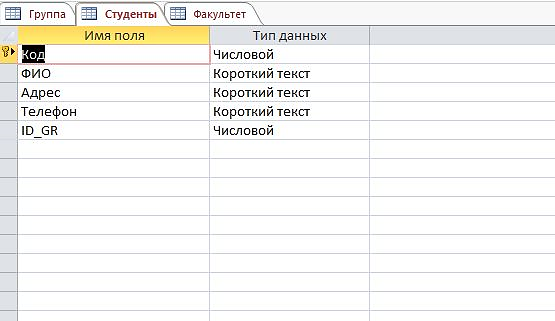 Группа Студенты Факультет
Имя поля Тип данных
Код Числовой
ФИО Короткий текст
Адрес Короткий текст
Телефон Короткий текст
ID_GR Числовой